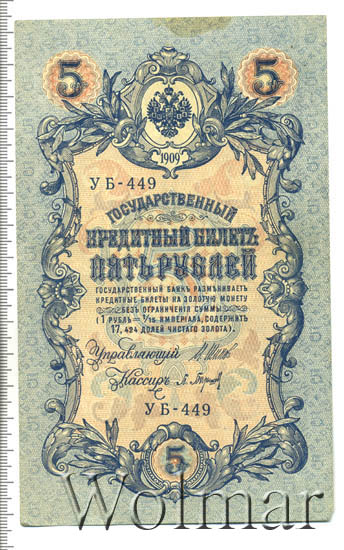 5 5
1909
УБ-449
ГОСУДАРСТВЕННЫЙ
КРЕДИТНЫЙ БИЛЕТЪ
ПЯТЬ РУБЛЕЙ
ГОСУДАРСТВЕННЫЙ БАНКЪ РАЗМѢНИВАЕТЪ
КРЕДИТНЫЕ БИЛЕТЫ НА ЗОЛОТУЮ МОНЕТУ
БЕЗЪ ОГРАНИЧЕНІЯ СУММЫ
(1 РУБЛЬ = 1/15 ИМПЕРІАЛА, СОДЕРЖИТЪ
17,424 ДОЛЕЙ ЧИСТАГО ЗОЛОТА).
Управляющій
Кассиръ
УБ-449
5
Wolmar